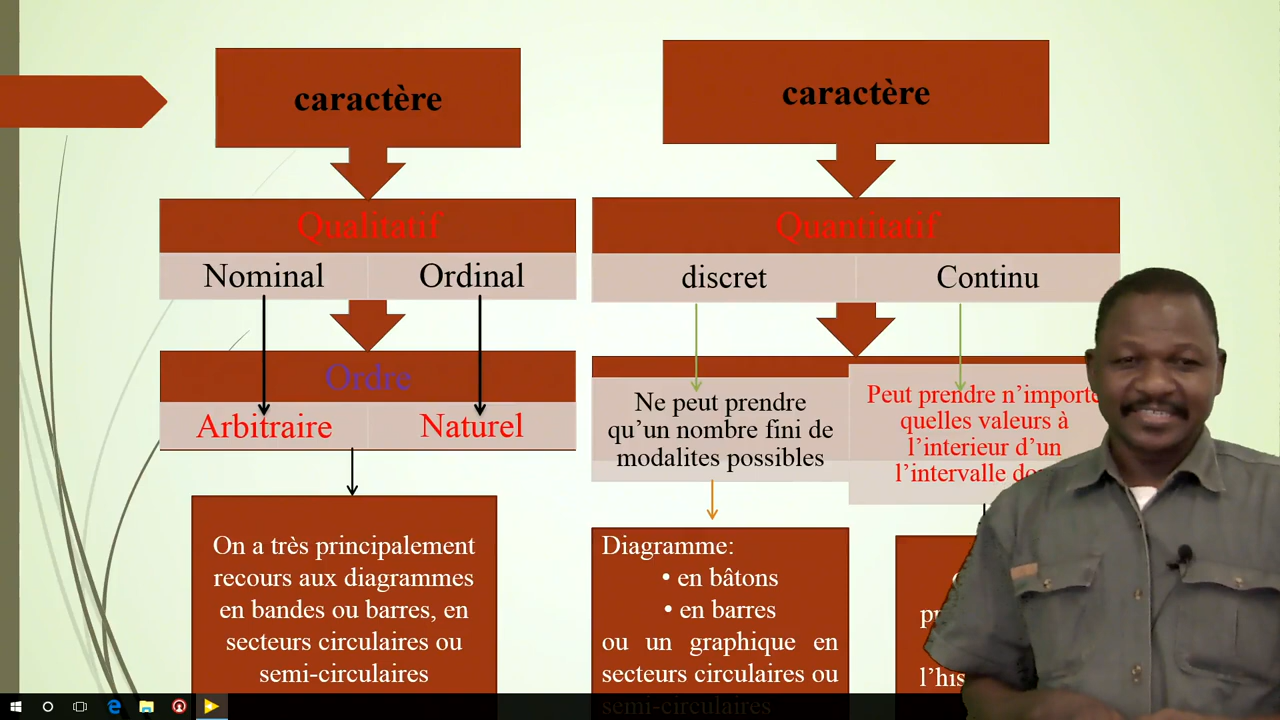 caractère
Qualitatif
Nominal Ordinal
Ordre
Arbitraire Naturel
On a très principalement
recours aux diagrammes
en bandes ou barres, en
secteurs circulaires ou
semi-circulaires
caractère
Quantitatif
discret Continu
Ne peut prendre
qu’un nombre fini de
modalites possibles
Peut prendre n’importe
quelles valeurs à
l’interieur d’un
l’intervalle
Diagramme:
• en bâtons
• en barres
ou un graphique en
secteurs circulaires ou
semi-circulaires